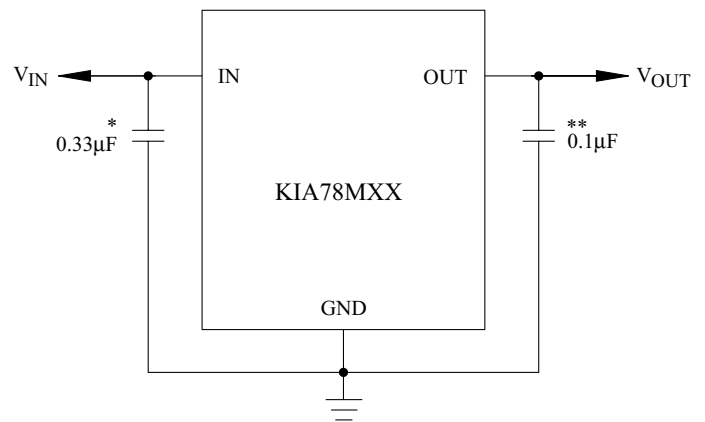 V_IN
IN
OUT
V_OUT
*
0.33μF
**
0.1μF
KIA78MXX
GND